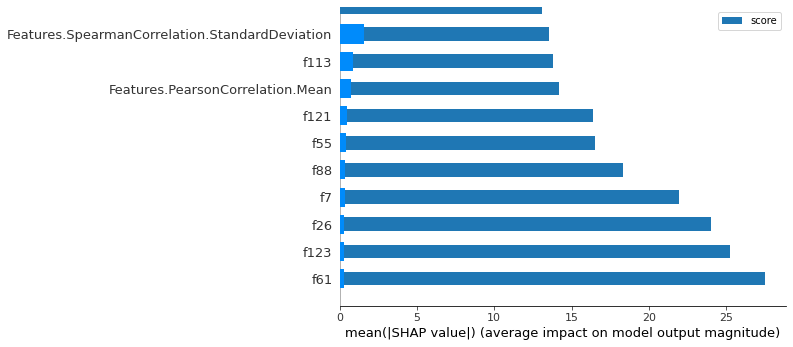 score
Features.SpearmanCorrelation.StandardDeviation
f113
Features.PearsonCorrelation.Mean
f121
f55
f88
f7
f26
f123
f61
0 5 10 15 20 25
mean(|SHAP value|) (average impact on model output magnitude)